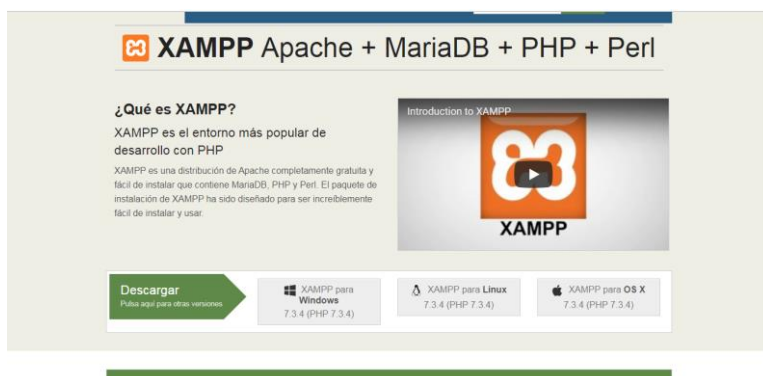 XAMPP Apache + MariaDB + PHP + Perl
¿Qué es XAMPP?
XAMPP es el entorno más popular de
desarrollo con PHP
XAMPP es una distribución de Apache completamente gratuita y
fácil de instalar que contiene MariaDB, PHP y Perl. El paquete de
instalación de XAMPP ha sido diseñado para ser increíblemente
fácil de instalar y usar.
Introduction to XAMPP
XAMPP
Descargar
Pulsa aquí para otras versiones
XAMPP para
Windows
7.3.4 (PHP 7.3.4)
XAMPP para Linux
7.3.4 (PHP 7.3.4)
XAMPP para OS X
7.3.4 (PHP 7.3.4)